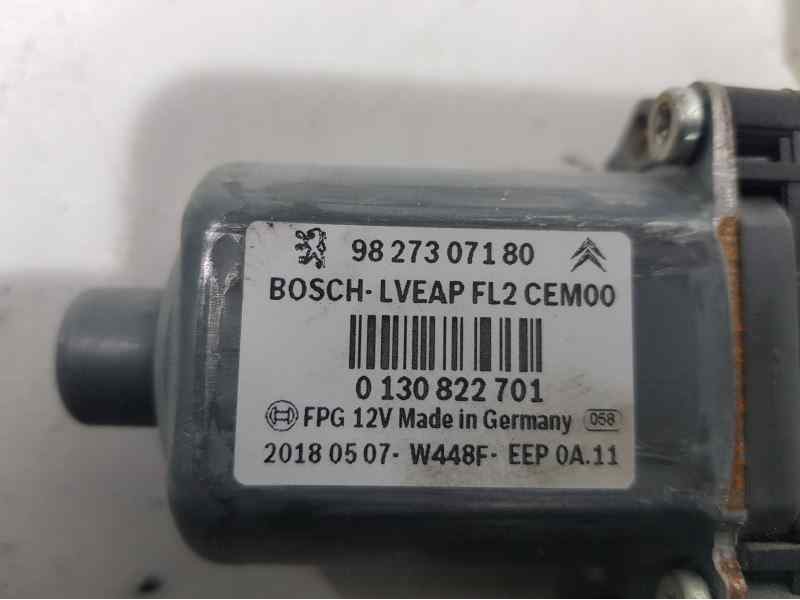 98 273 071 80
BOSCH- LVEAP FL2 CEM00
0 130 822 701
FPG 12V Made in Germany 058
2018 05 07- W448F- EEP 0A.11